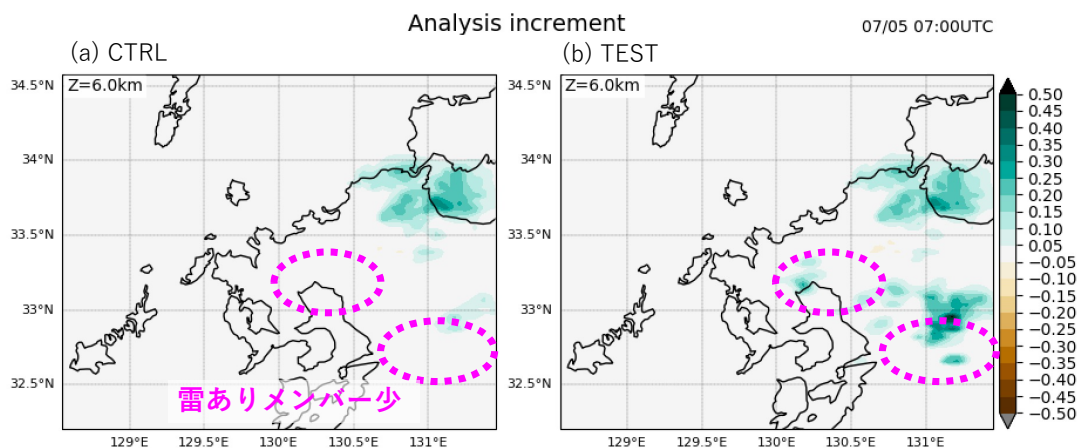 Analysis increment
07/05 07:00UTC
(a) CTRL
(b) TEST
Z=6.0km
Z=6.0km
34.5°N
34°N
33.5°N
33°N
32.5°N
129°E
129.5°E
130°E
130.5°E
131°E
雷ありメンバー少
34.5°N
34°N
33.5°N
33°N
32.5°N
129°E
129.5°E
130°E
130.5°E
131°E
0.50
0.45
0.40
0.35
0.30
0.25
0.20
0.15
0.10
0.05
−0.05
−0.10
−0.15
−0.20
−0.25
−0.30
−0.35
−0.40
−0.45
−0.50